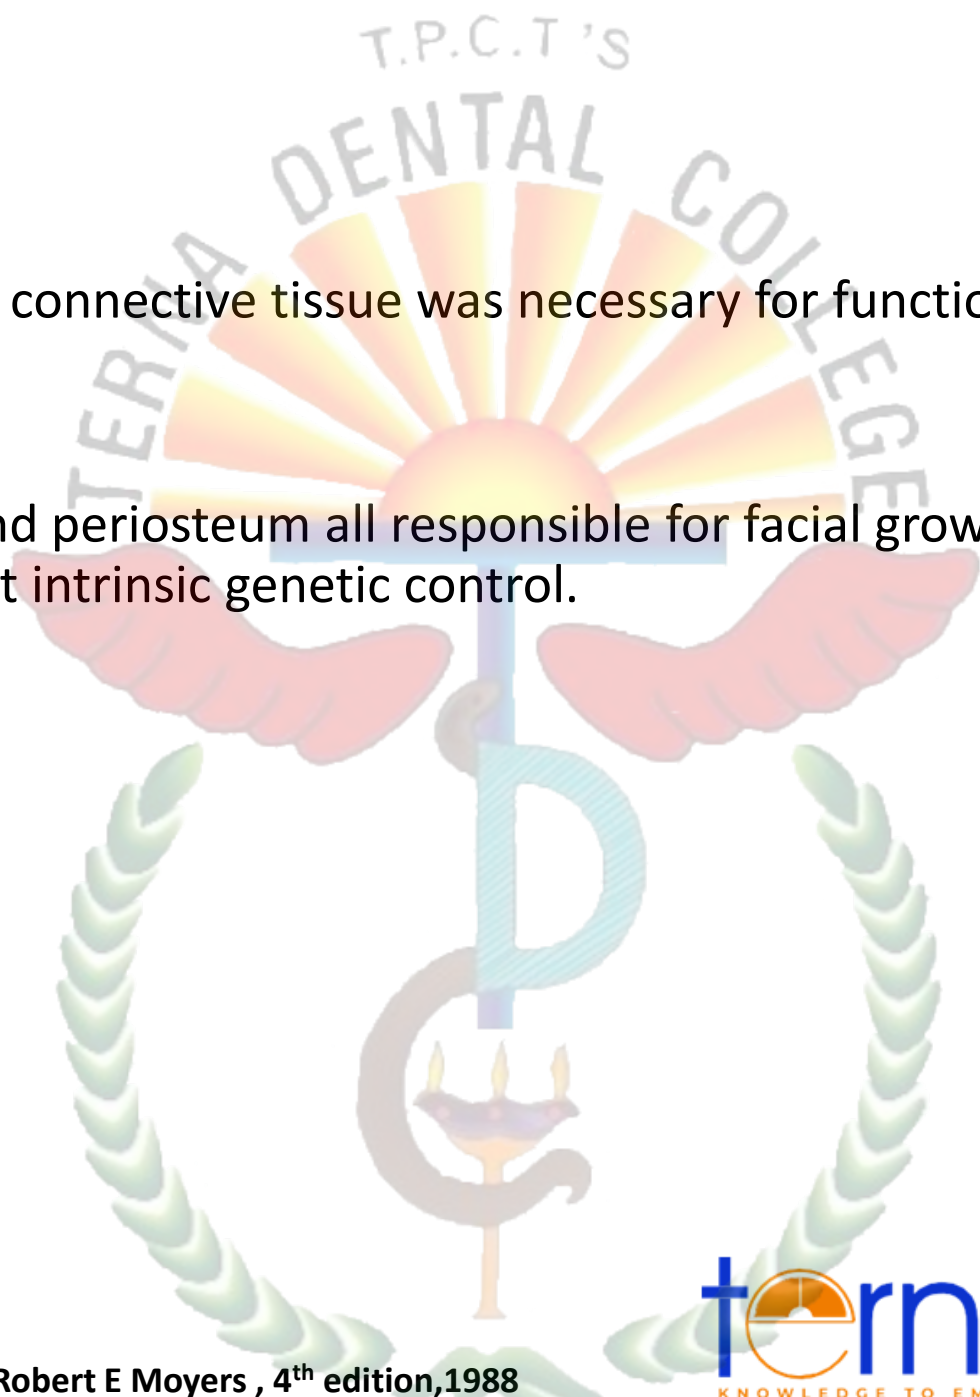 T.P.C.T'S
TERNA DENTAL COLLEGE
connective tissue was necessary for functio
nd periosteum all responsible for facial grow
t intrinsic genetic control.
D
tern
KNOWLEDGE TO E
Robert E Moyers , 4th edition,1988